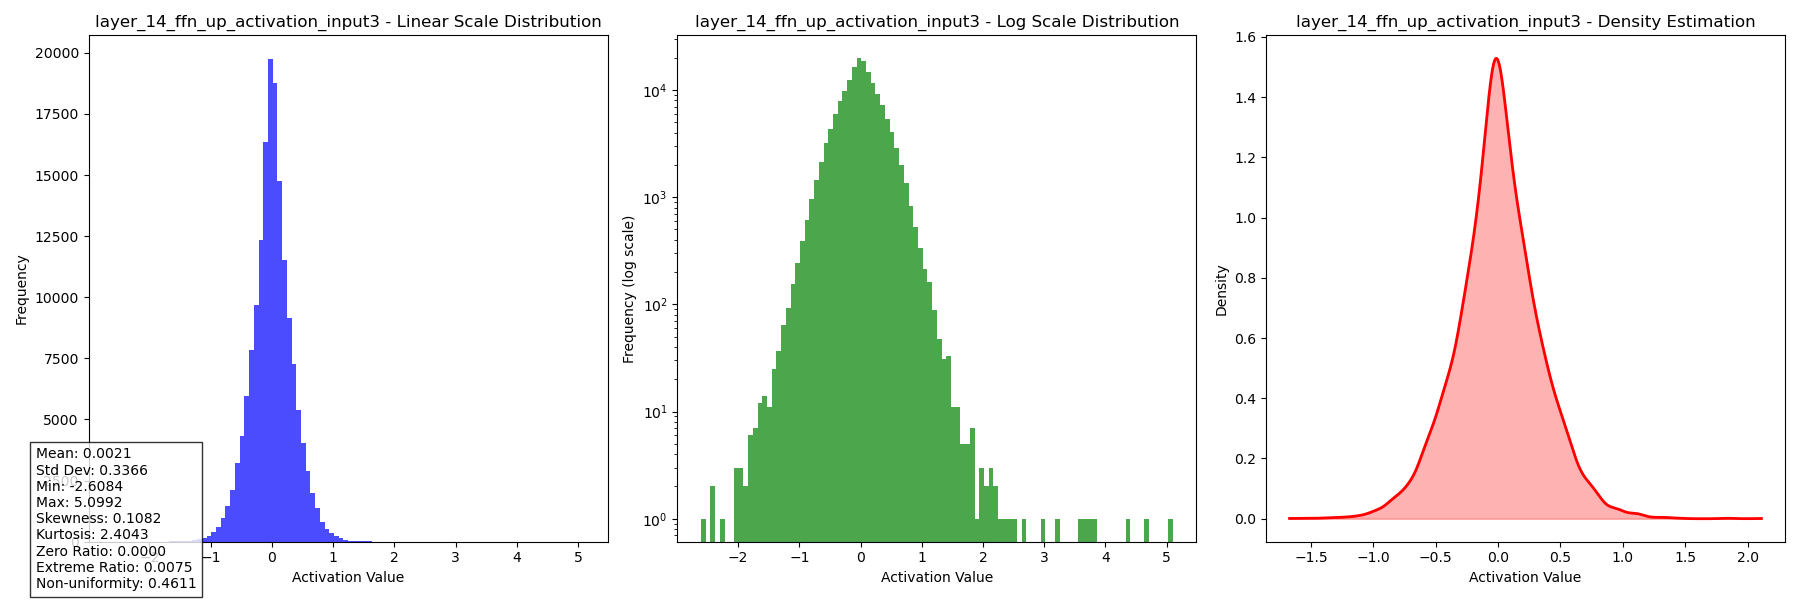 layer_14_ffn_up_activation_input3 - Linear Scale Distribution
20000
17500
15000
12500
10000
7500
5000
2500
0
Frequency
−1
0
1
2
3
4
5
Activation Value
Mean: 0.0021
Std Dev: 0.3366
Min: -2.6084
Max: 5.0992
Skewness: 0.1082
Kurtosis: 2.4043
Zero Ratio: 0.0000
Extreme Ratio: 0.0075
Non-uniformity: 0.4611
layer_14_ffn_up_activation_input3 - Log Scale Distribution
10^4
10^3
10^2
10^1
10^0
Frequency (log scale)
−2
−1
0
1
2
3
4
5
Activation Value
layer_14_ffn_up_activation_input3 - Density Estimation
1.6
1.4
1.2
1.0
0.8
0.6
0.4
0.2
0.0
Density
−1.5
−1.0
−0.5
0.0
0.5
1.0
1.5
2.0
Activation Value